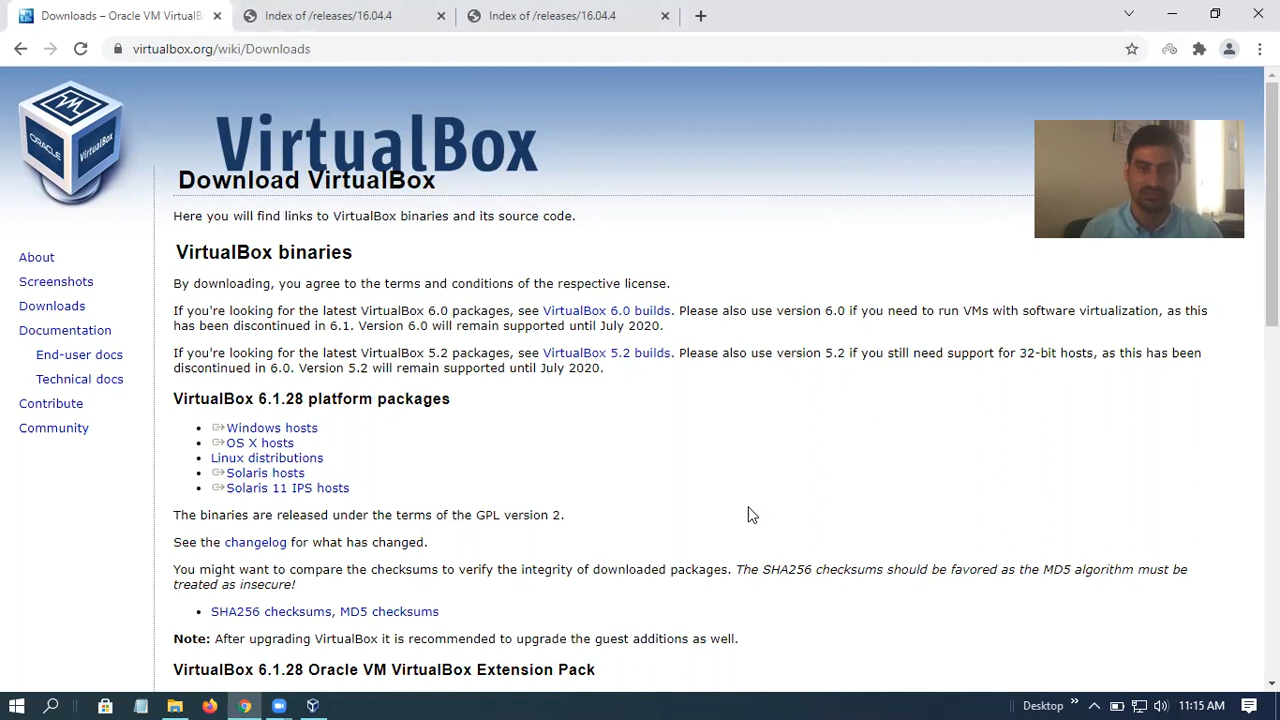 Downloads – Oracle VM VirtualB
Index of /releases/16.04.4
Index of /releases/16.04.4
virtualbox.org/wiki/Downloads
ORACLE
VirtualBox
VirtualBox
Download VirtualBox
Here you will find links to VirtualBox binaries and its source code.
About
Screenshots
Downloads
Documentation
End-user docs
Technical docs
Contribute
Community
VirtualBox binaries
By downloading, you agree to the terms and conditions of the respective license.
If you're looking for the latest VirtualBox 6.0 packages, see VirtualBox 6.0 builds. Please also use version 6.0 if you need to run VMs with software virtualization, as this
has been discontinued in 6.1. Version 6.0 will remain supported until July 2020.
If you're looking for the latest VirtualBox 5.2 packages, see VirtualBox 5.2 builds. Please also use version 5.2 if you still need support for 32-bit hosts, as this has been
discontinued in 6.0. Version 5.2 will remain supported until July 2020.
VirtualBox 6.1.28 platform packages
• Windows hosts
• OS X hosts
• Linux distributions
• Solaris hosts
• Solaris 11 IPS hosts
The binaries are released under the terms of the GPL version 2.
See the changelog for what has changed.
You might want to compare the checksums to verify the integrity of downloaded packages. The SHA256 checksums should be favored as the MD5 algorithm must be
treated as insecure!
• SHA256 checksums, MD5 checksums
Note: After upgrading VirtualBox it is recommended to upgrade the guest additions as well.
VirtualBox 6.1.28 Oracle VM VirtualBox Extension Pack
Desktop
11:15 AM